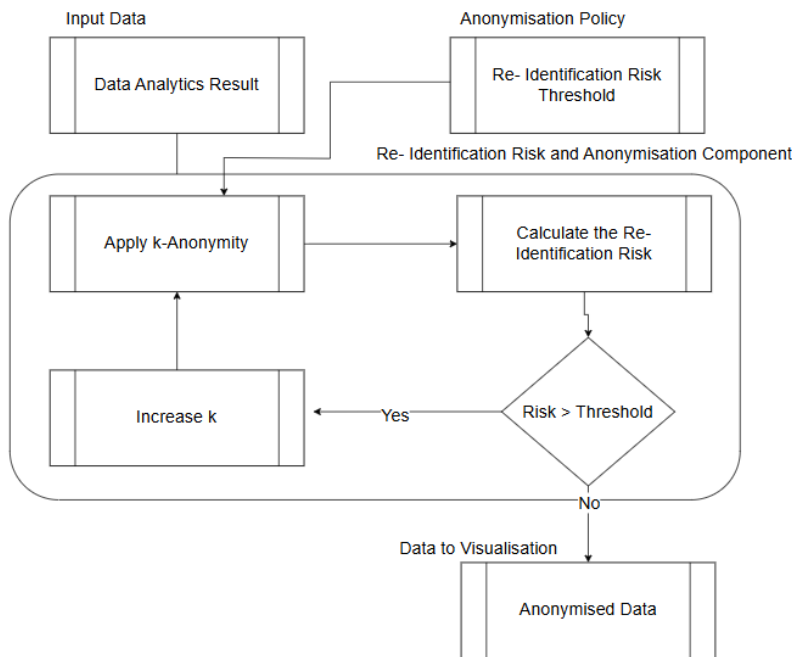 Input Data
Anonymisation Policy
Data Analytics Result
Re- Identification Risk
Threshold
Re- Identification Risk and Anonymisation Component
Apply k-Anonymity
Calculate the Re-
Identification Risk
Increase k
Yes
Risk > Threshold
No
Data to Visualisation
Anonymised Data